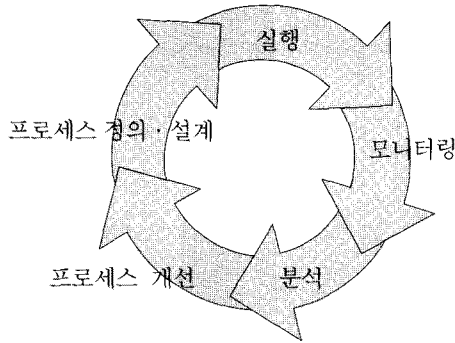 실행
프로세스 정의 · 설계
모니터링
프로세스 개선
분석